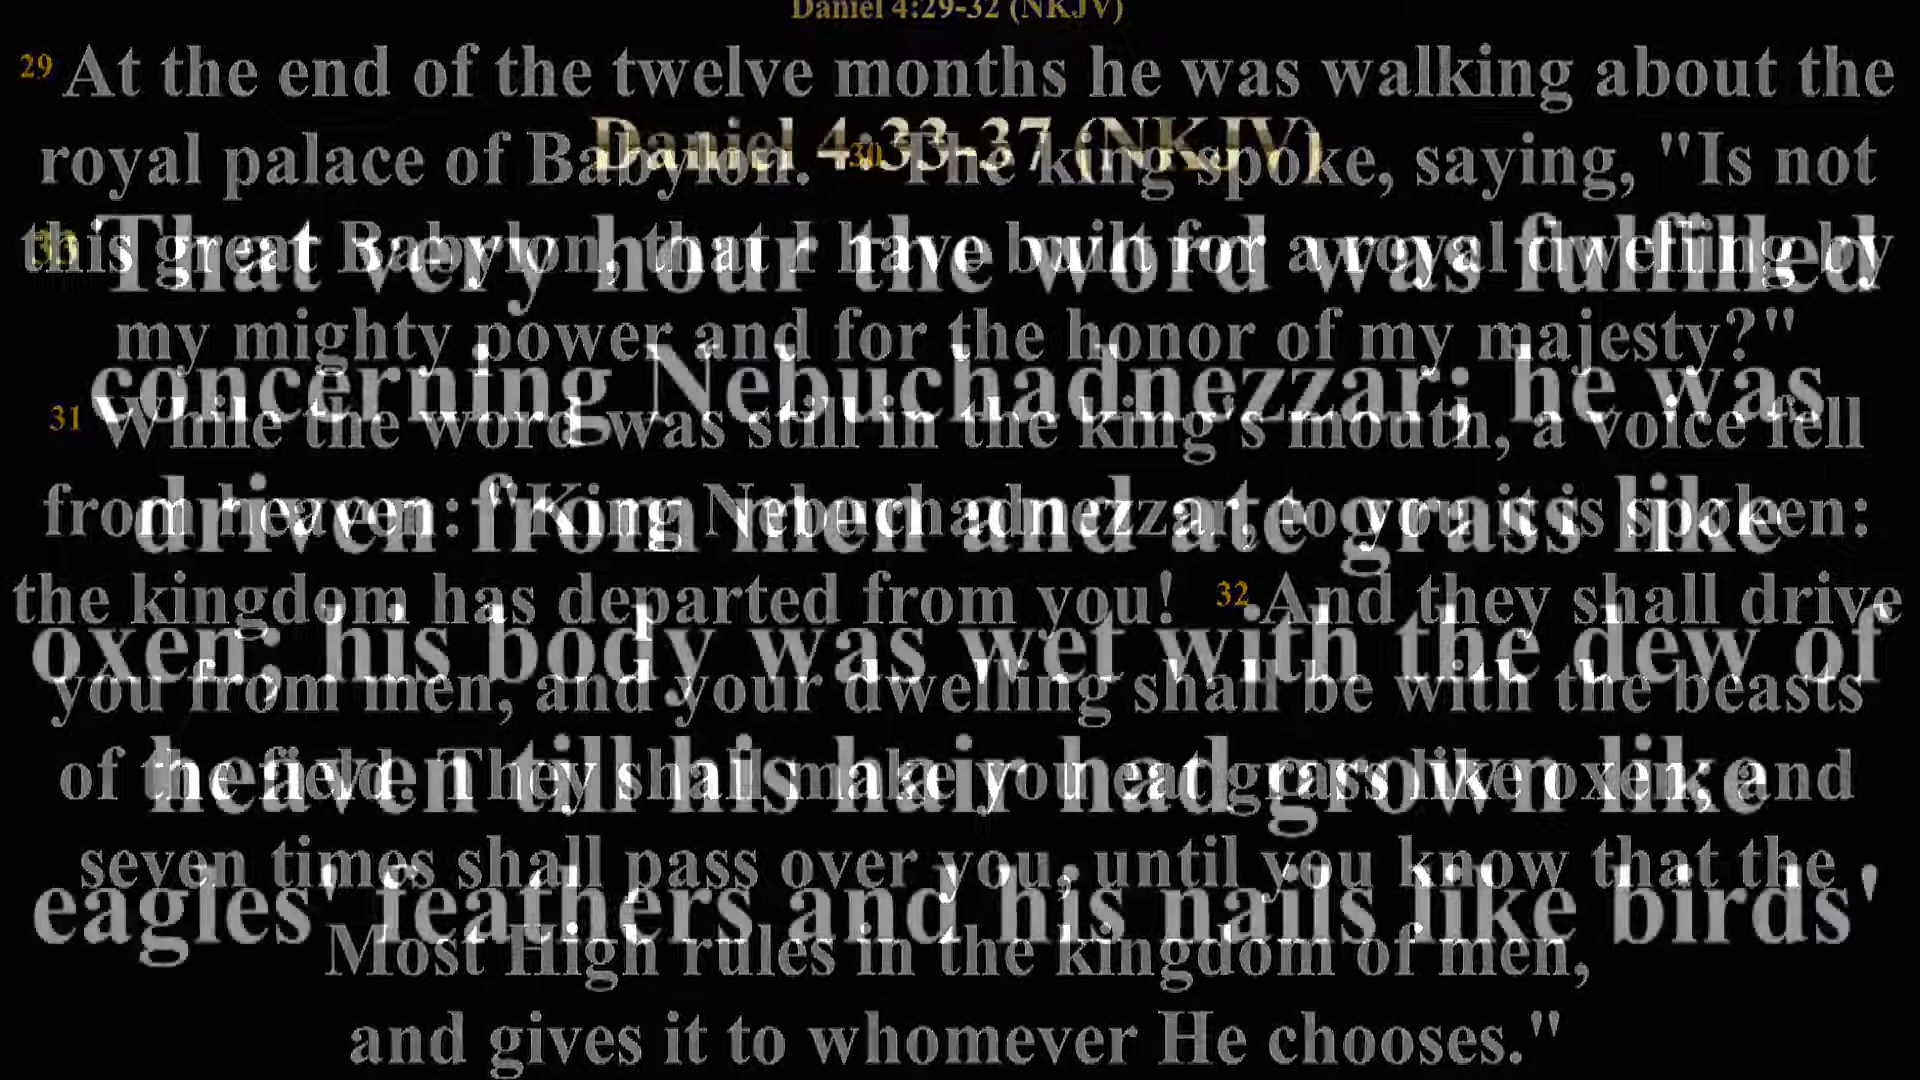 Daniel 4:29-32 (NKJV)
29 At the end of the twelve months he was walking about the
royal palace of Babylon. 30 The king spoke, saying, "Is not
this great Babylon, that I have built for a royal dwelling by
my mighty power and for the honor of my majesty?"
31 While the word was still in the king's mouth, a voice fell
from heaven: "King Nebuchadnezzar, to you it is spoken:
the kingdom has departed from you! 32 And they shall drive
you from men, and your dwelling shall be with the beasts
of the field. They shall make you eat grass like oxen; and
seven times shall pass over you, until you know that the
Most High rules in the kingdom of men,
and gives it to whomever He chooses."
Daniel 4:33-37 (NKJV)
33 That very hour the word was fulfilled
concerning Nebuchadnezzar; he was
driven from men and ate grass like
oxen; his body was wet with the dew of
heaven till his hair had grown like
eagles' feathers and his nails like birds'